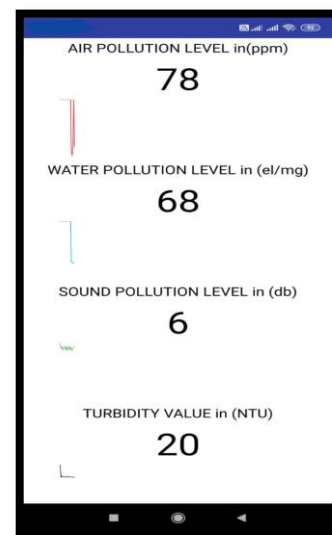 AIR POLLUTION LEVEL in(ppm)
78
WATER POLLUTION LEVEL in (el/mg)
68
SOUND POLLUTION LEVEL in (db)
6
TURBIDITY VALUE in (NTU)
20